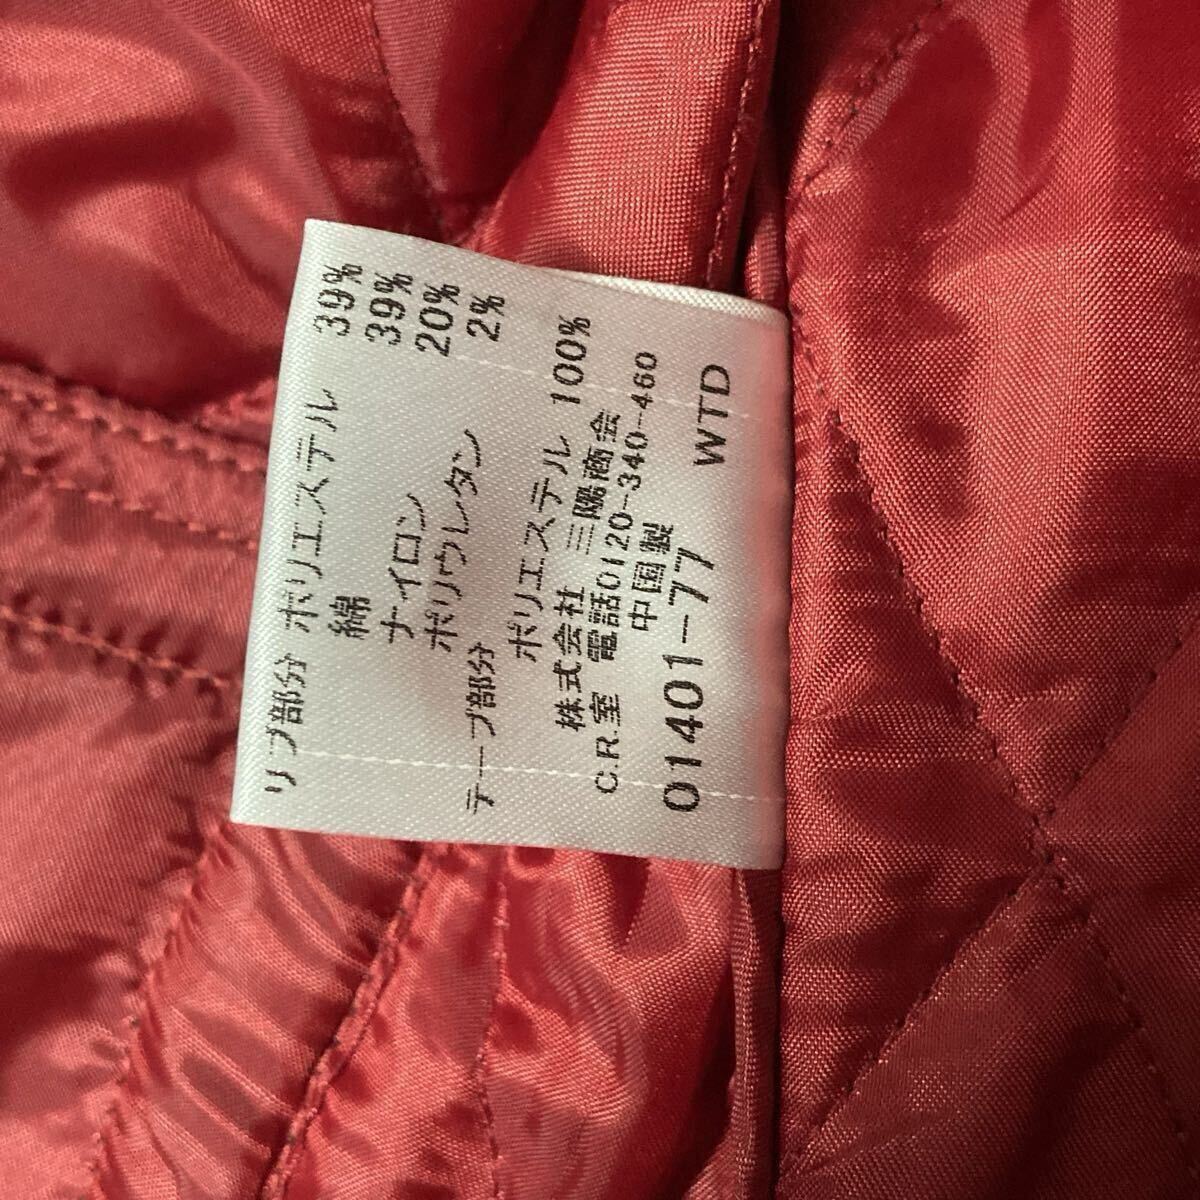 リブ部分 ポリエステル 39%
綿 39%
ナイロン 20%
ポリウレタン 2%
テープ部分
ポリエステル 100%
株式会社 三陽商会
C.R.室 電話0120-340-460
中国製
01401-77 WTD